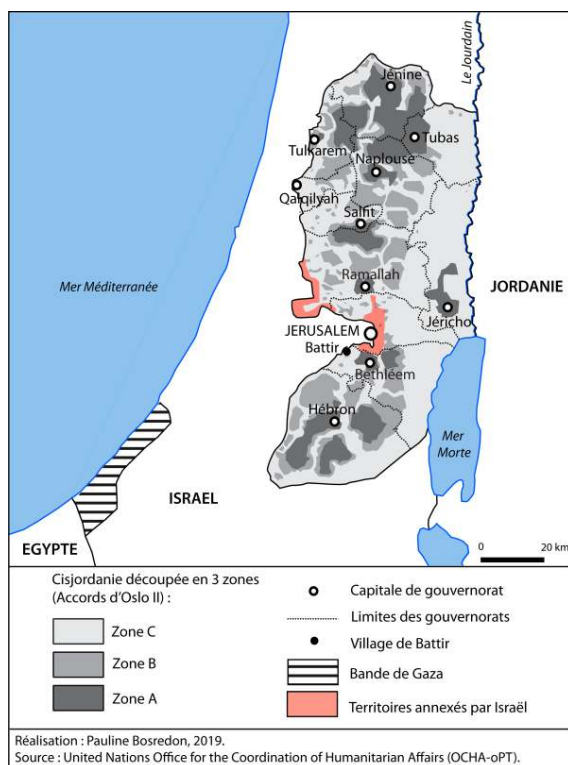 Le Jourdain
Jénine
Tubas
Tulkarem
Naplouse
Qalqilyah
Salfit
Mer Méditerranée
Ramallah
JORDANIE
Jéricho
JERUSALEM
Battir
Bethléem
Hébron
Mer
Morte
ISRAEL
EGYPTE
0 20 km
Cisjordanie découpée en 3 zones
(Accords d'Oslo II) :
Zone C
Zone B
Zone A
Capitale de gouvernorat
Limites des gouvernorats
Village de Battir
Bande de Gaza
Territoires annexés par Israël
Réalisation : Pauline Bosredon, 2019.
Source : United Nations Office for the Coordination of Humanitarian Affairs (OCHA-oPT).